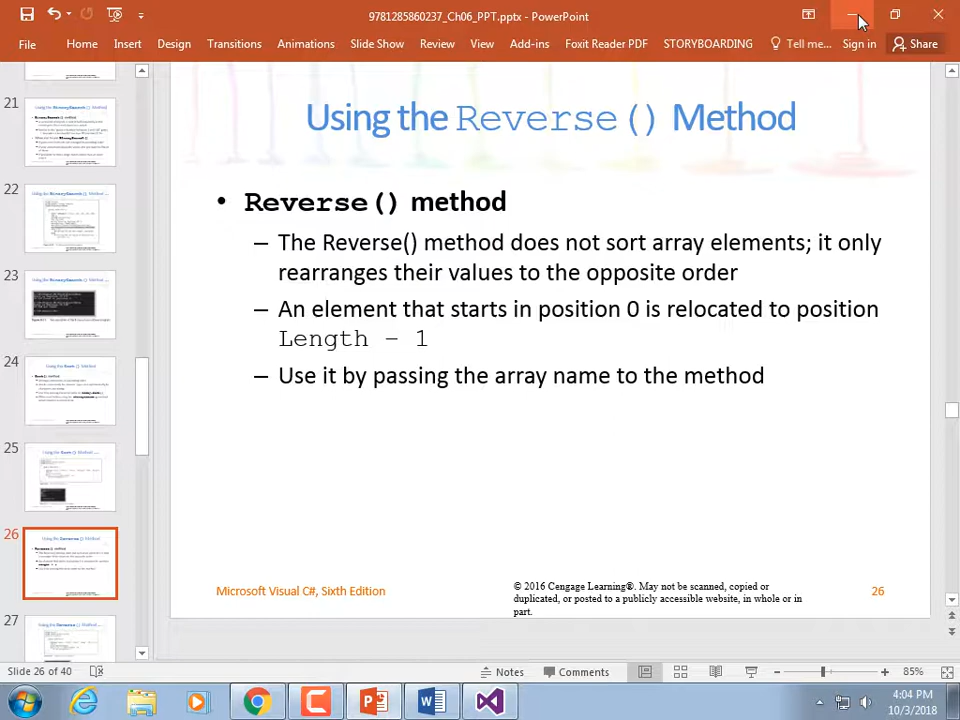 9781285860237_Ch06_PPT.pptx - PowerPoint
File Home Insert Design Transitions Animations Slide Show Review View Add-ins Foxit Reader PDF STORYBOARDING Tell me... Sign in Share
21
22
23
24
25
26
27
Using the Reverse() Method
• Reverse() method
– The Reverse() method does not sort array elements; it only
rearranges their values to the opposite order
– An element that starts in position 0 is relocated to position
Length – 1
– Use it by passing the array name to the method
Microsoft Visual C#, Sixth Edition
© 2016 Cengage Learning®. May not be scanned, copied or
duplicated, or posted to a publicly accessible website, in whole or in
part.
26
Slide 26 of 40 Notes Comments 85%
4:04 PM
10/3/2018